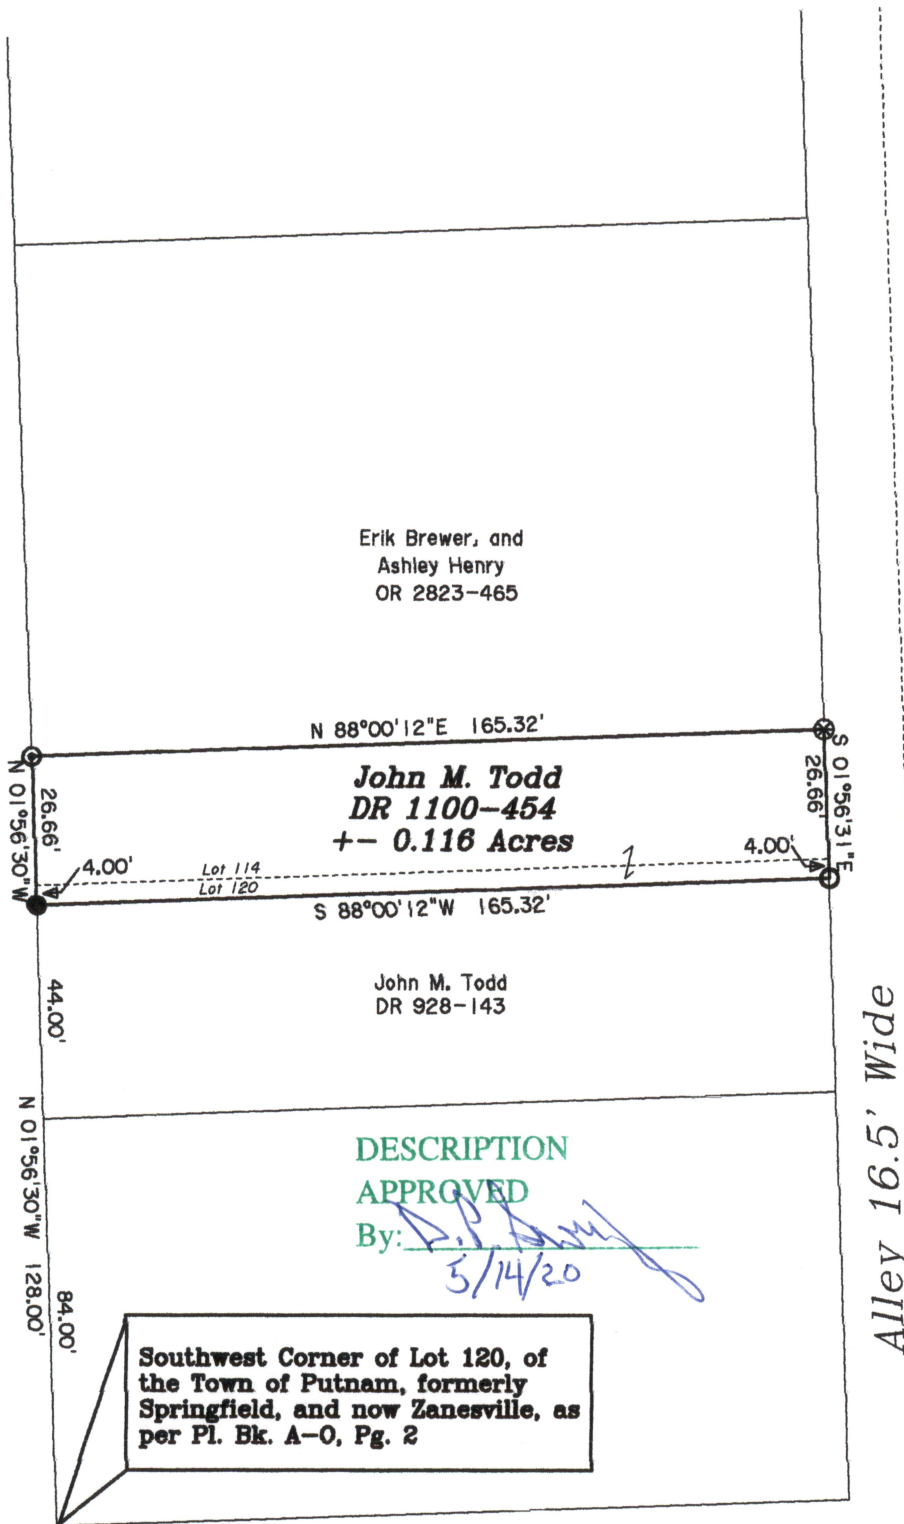 Erik Brewer, and
Ashley Henry
OR 2823-465
N 88°00'12"E 165.32'
N 01°56'30"W
26.66'
John M. Todd
DR 1100-454
+- 0.116 Acres
S 01°56'31"E
26.66'
4.00'
Lot 114
Lot 120
4.00'
S 88°00'12"W 165.32'
John M. Todd
DR 928-143
44.00'
N 01°56'30"W 128.00'
84.00'
Alley 16.5' Wide
DESCRIPTION
APPROVED
By:
5/14/20
Southwest Corner of Lot 120, of
the Town of Putnam, formerly
Springfield, and now Zanesville, as
per Pl. Bk. A-O, Pg. 2